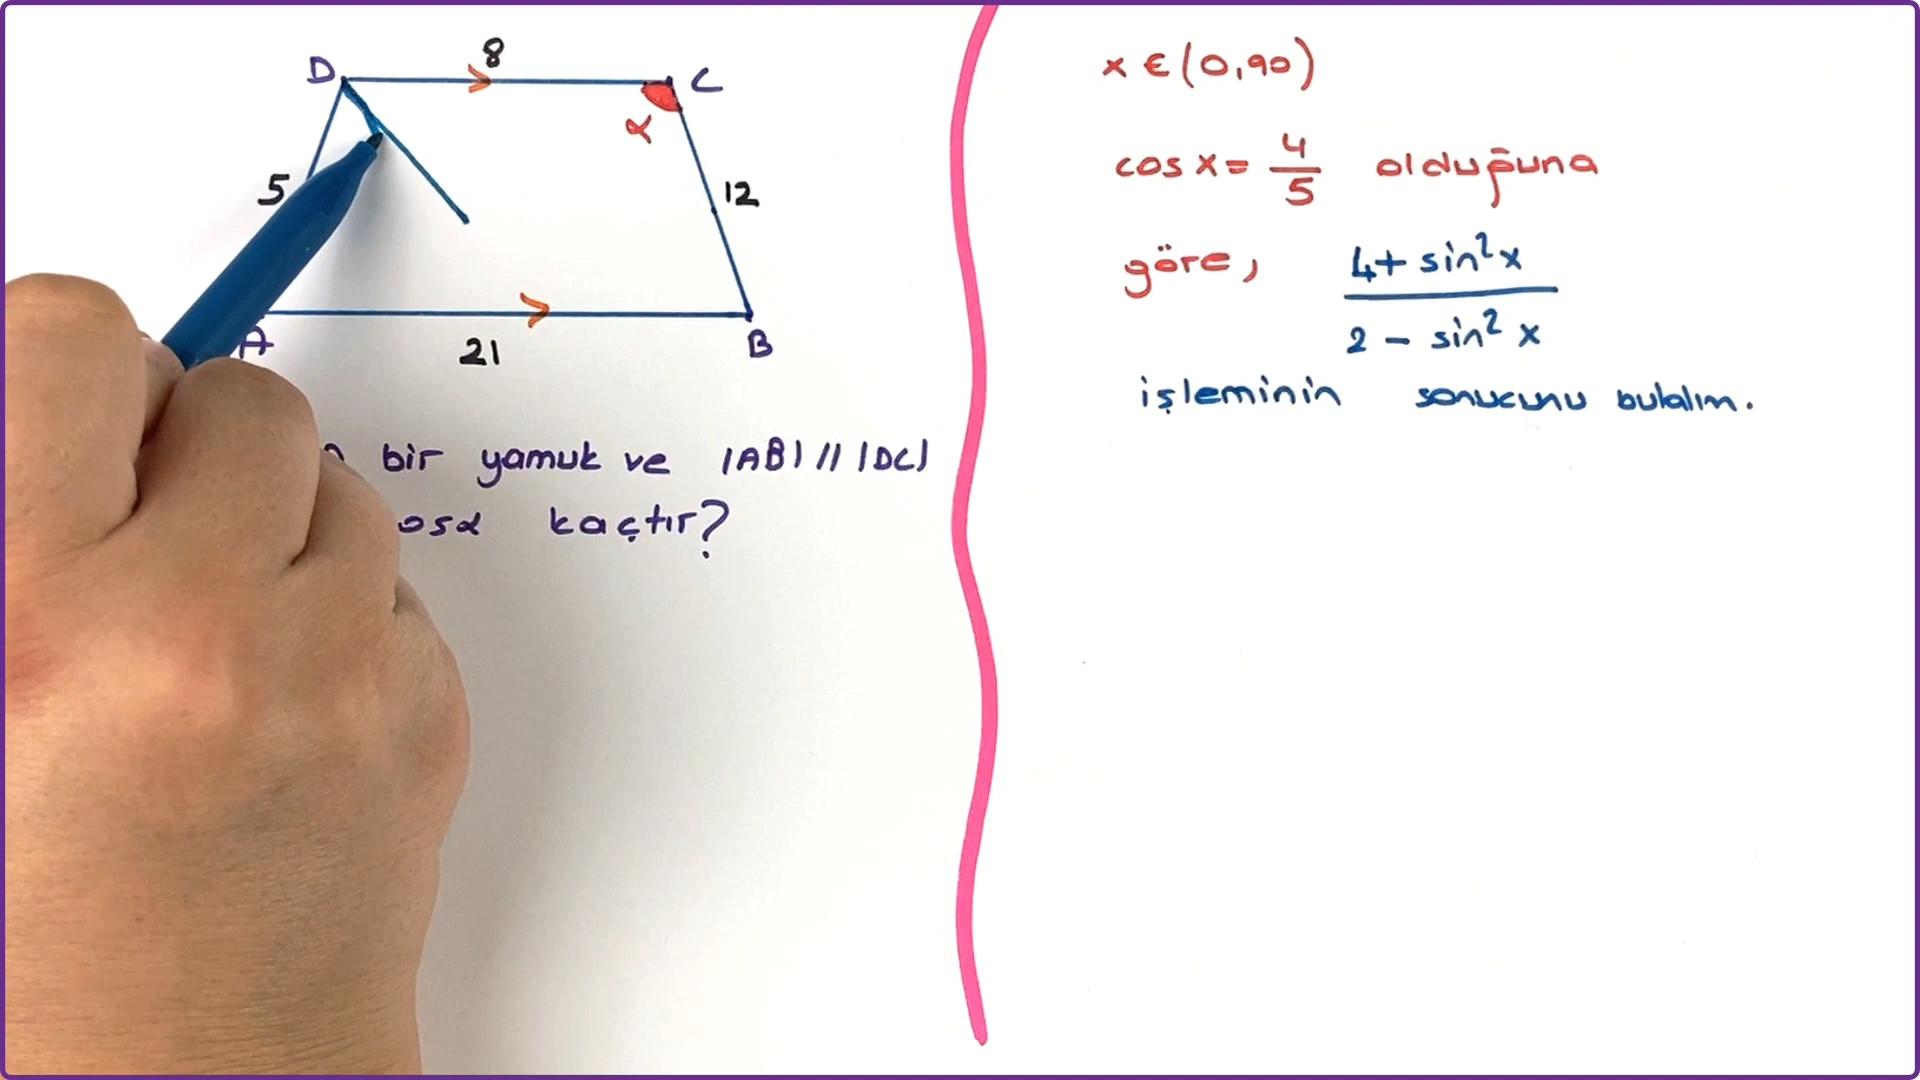 8
D
C
α
5
12
A
21
B
bir yamuk ve |AB| // |DC|
kaçtır?
x ∈ (0,90)
cos x = 4/5 olduğuna
göre, 4+ sin²x
2 - sin² x
işleminin sonucunu bulalım.